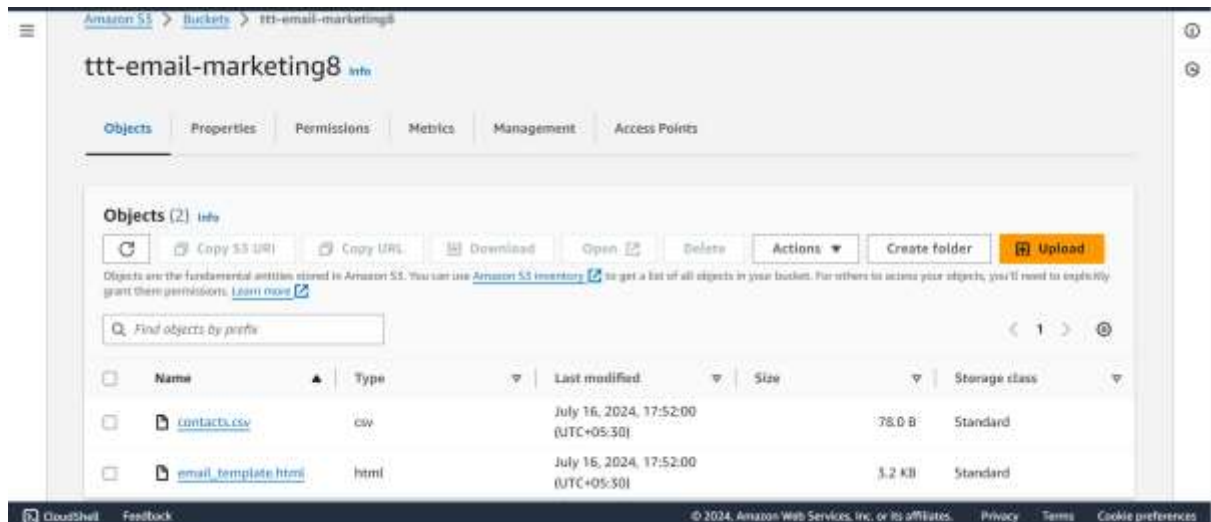 Amazon S3 > Buckets > ttt-email-marketing8
ttt-email-marketing8 Info
Objects Properties Permissions Metrics Management Access Points
Objects (2) Info
Copy S3 URI Copy URL Download Open Delete Actions Create folder Upload
Objects are the fundamental entities stored in Amazon S3. You can use Amazon S3 inventory to get a list of all objects in your bucket. For others to access your objects, you'll need to explicitly
grant them permissions. Learn more
Find objects by prefix
1
Name Type Last modified Size Storage class
contacts.csv csv July 16, 2024, 17:52:00 (UTC+05:30) 78.0 B Standard
email_template.html html July 16, 2024, 17:52:00 (UTC+05:30) 3.2 KB Standard
CloudShell Feedback © 2024, Amazon Web Services, Inc. or its affiliates. Privacy Terms Cookie preferences